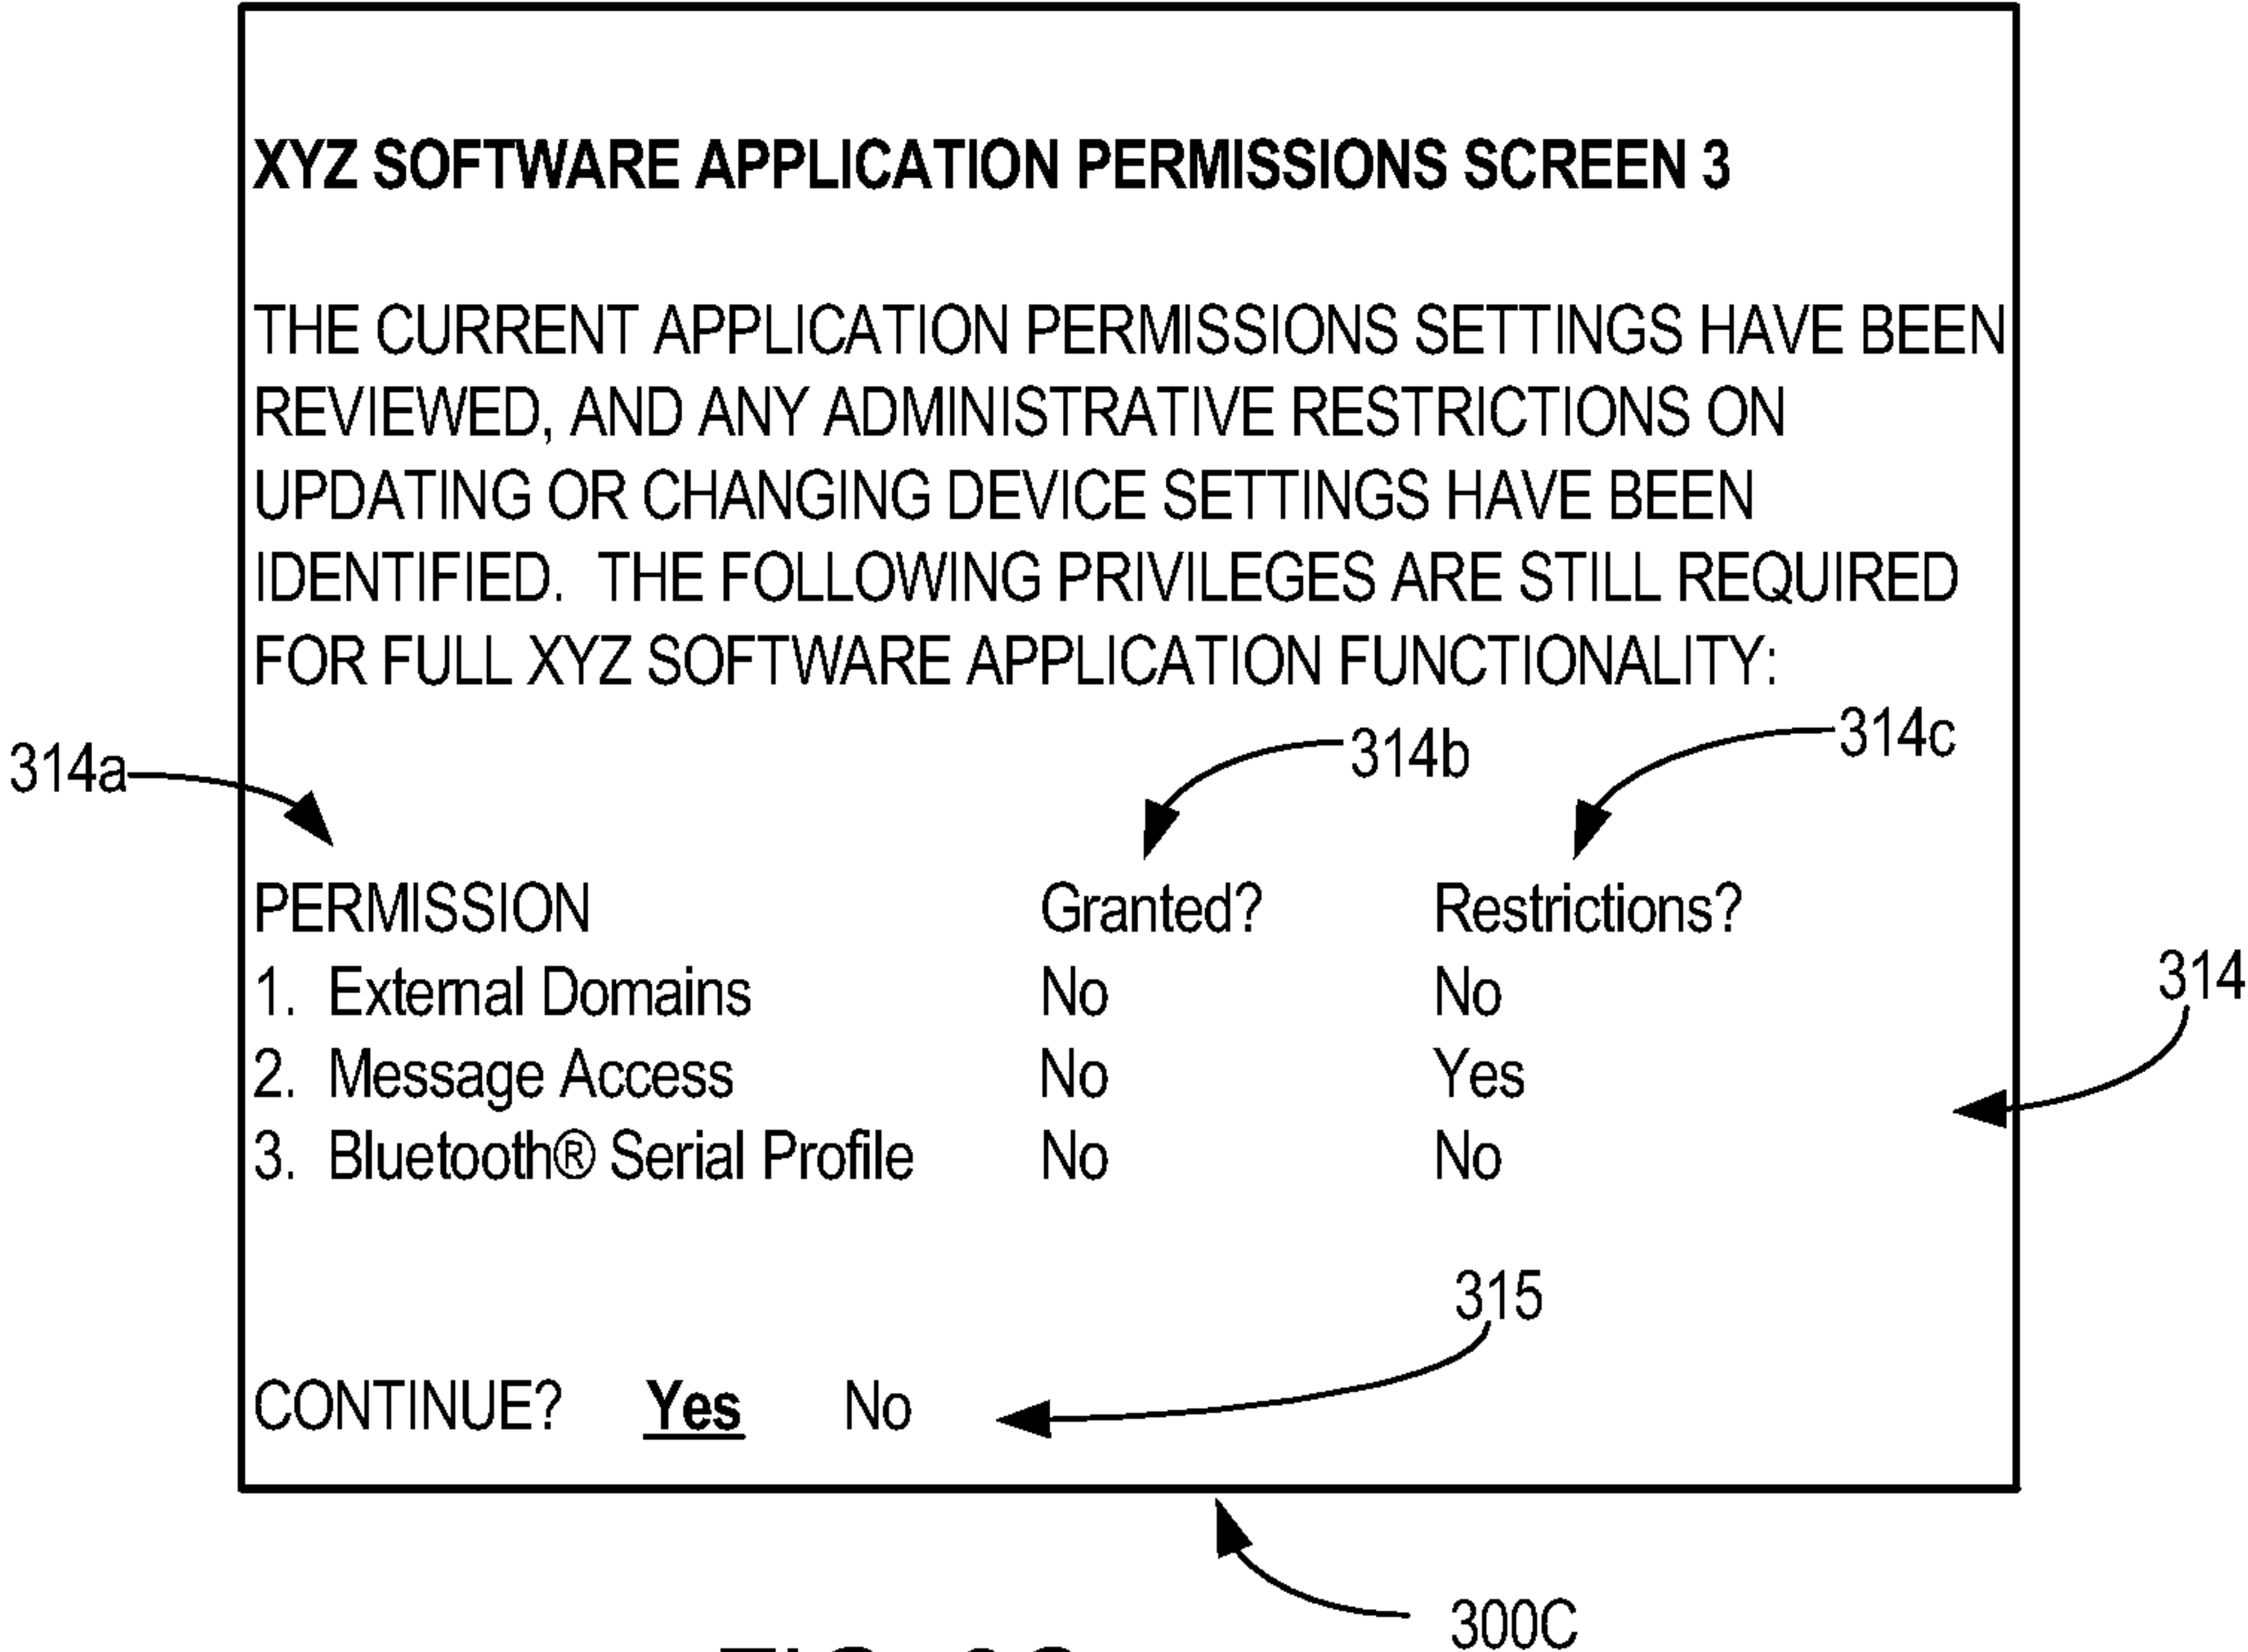 XYZ SOFTWARE APPLICATION PERMISSIONS SCREEN 3
THE CURRENT APPLICATION PERMISSIONS SETTINGS HAVE BEEN
REVIEWED, AND ANY ADMINISTRATIVE RESTRICTIONS ON
UPDATING OR CHANGING DEVICE SETTINGS HAVE BEEN
IDENTIFIED. THE FOLLOWING PRIVILEGES ARE STILL REQUIRED
FOR FULL XYZ SOFTWARE APPLICATION FUNCTIONALITY:
314a 314b 314c
PERMISSION Granted? Restrictions?
1. External Domains No No
314
2. Message Access No Yes
3. Bluetooth® Serial Profile No No
315
CONTINUE? Yes No
300C